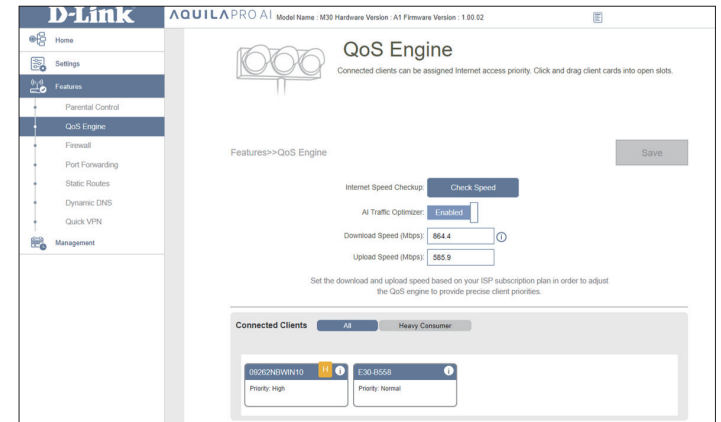 D-Link
AQUILA PRO AI Model Name : M30 Hardware Version : A1 Firmware Version : 1.00.02
Home
Settings
Features
Parental Control
QoS Engine
Firewall
Port Forwarding
Static Routes
Dynamic DNS
Quick VPN
Management
QoS Engine
Connected clients can be assigned Internet access priority. Click and drag client cards into open slots.
Features>>QoS Engine
Save
Internet Speed Checkup: Check Speed
AI Traffic Optimizer: Enabled
Download Speed (Mbps): 864.4 i
Upload Speed (Mbps): 585.9
Set the download and upload speed based on your ISP subscription plan in order to adjust
the QoS engine to provide precise client priorities.
Connected Clients All Heavy Consumer
09262NBWIN10 H i
Priority: High
E30-B556 i
Priority: Normal